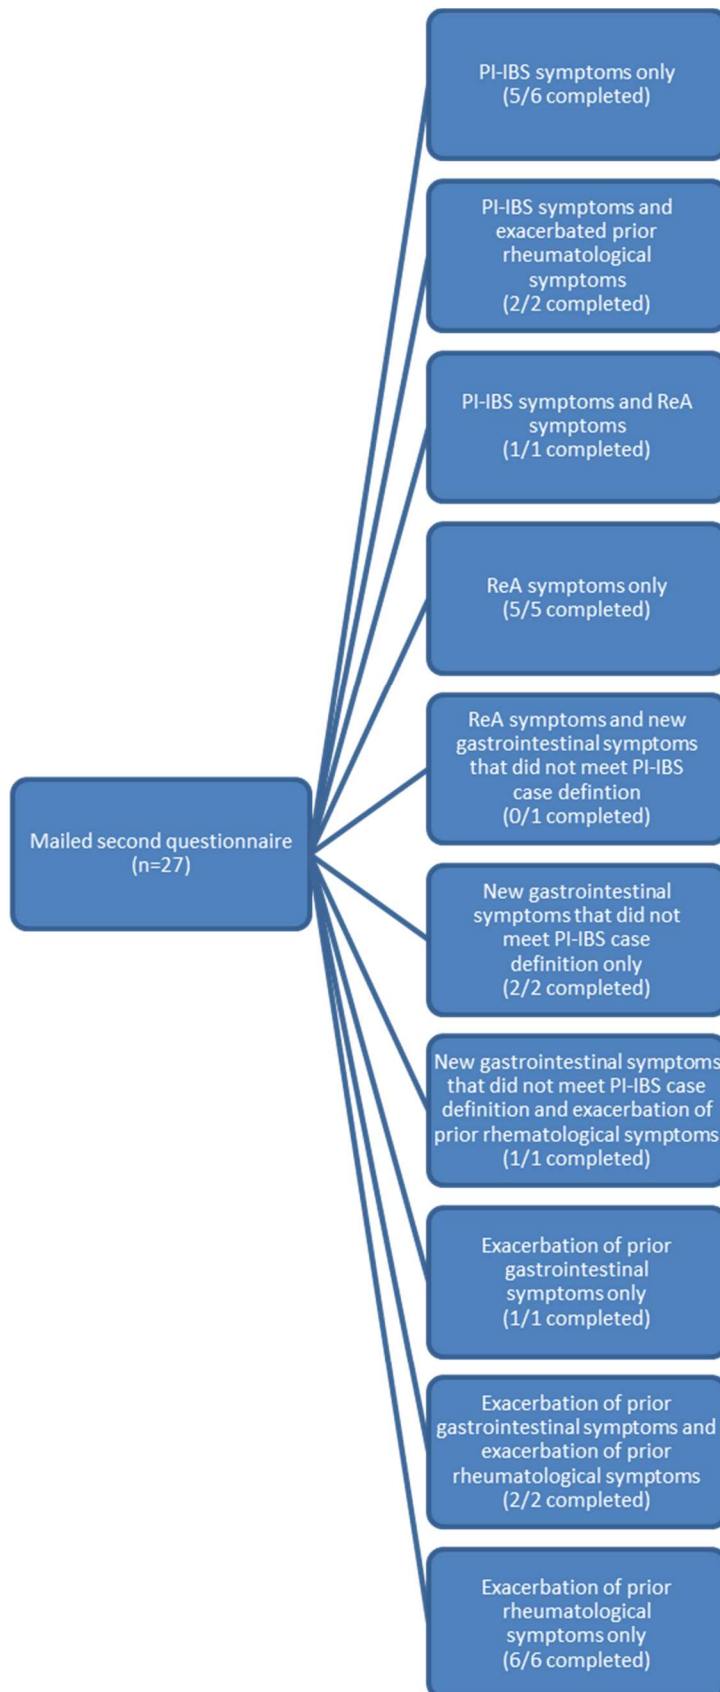 PI-IBS symptoms only
(5/6 completed)
PI-IBS symptoms and
exacerbated prior
rheumatological
symptoms
(2/2 completed)
PI-IBS symptoms and ReA
symptoms
(1/1 completed)
ReA symptoms only
(5/5 completed)
ReA symptoms and new
gastrointestinal symptoms
that did not meet PI-IBS
case defintion
(0/1 completed)
Mailed second questionnaire
(n=27)
New gastrointestinal
symptoms that did not
meet PI-IBS case
definition only
(2/2 completed)
New gastrointestinal symptoms
that did not meet PI-IBS case
definition and exacerbation of
prior rhematological symptoms
(1/1 completed)
Exacerbation of prior
gastrointestinal
symptoms only
(1/1 completed)
Exacerbation of prior
gastrointestinal symptoms and
exacerbation of prior
rheumatological symptoms
(2/2 completed)
Exacerbation of prior
rheumatological
symptoms only
(6/6 completed)